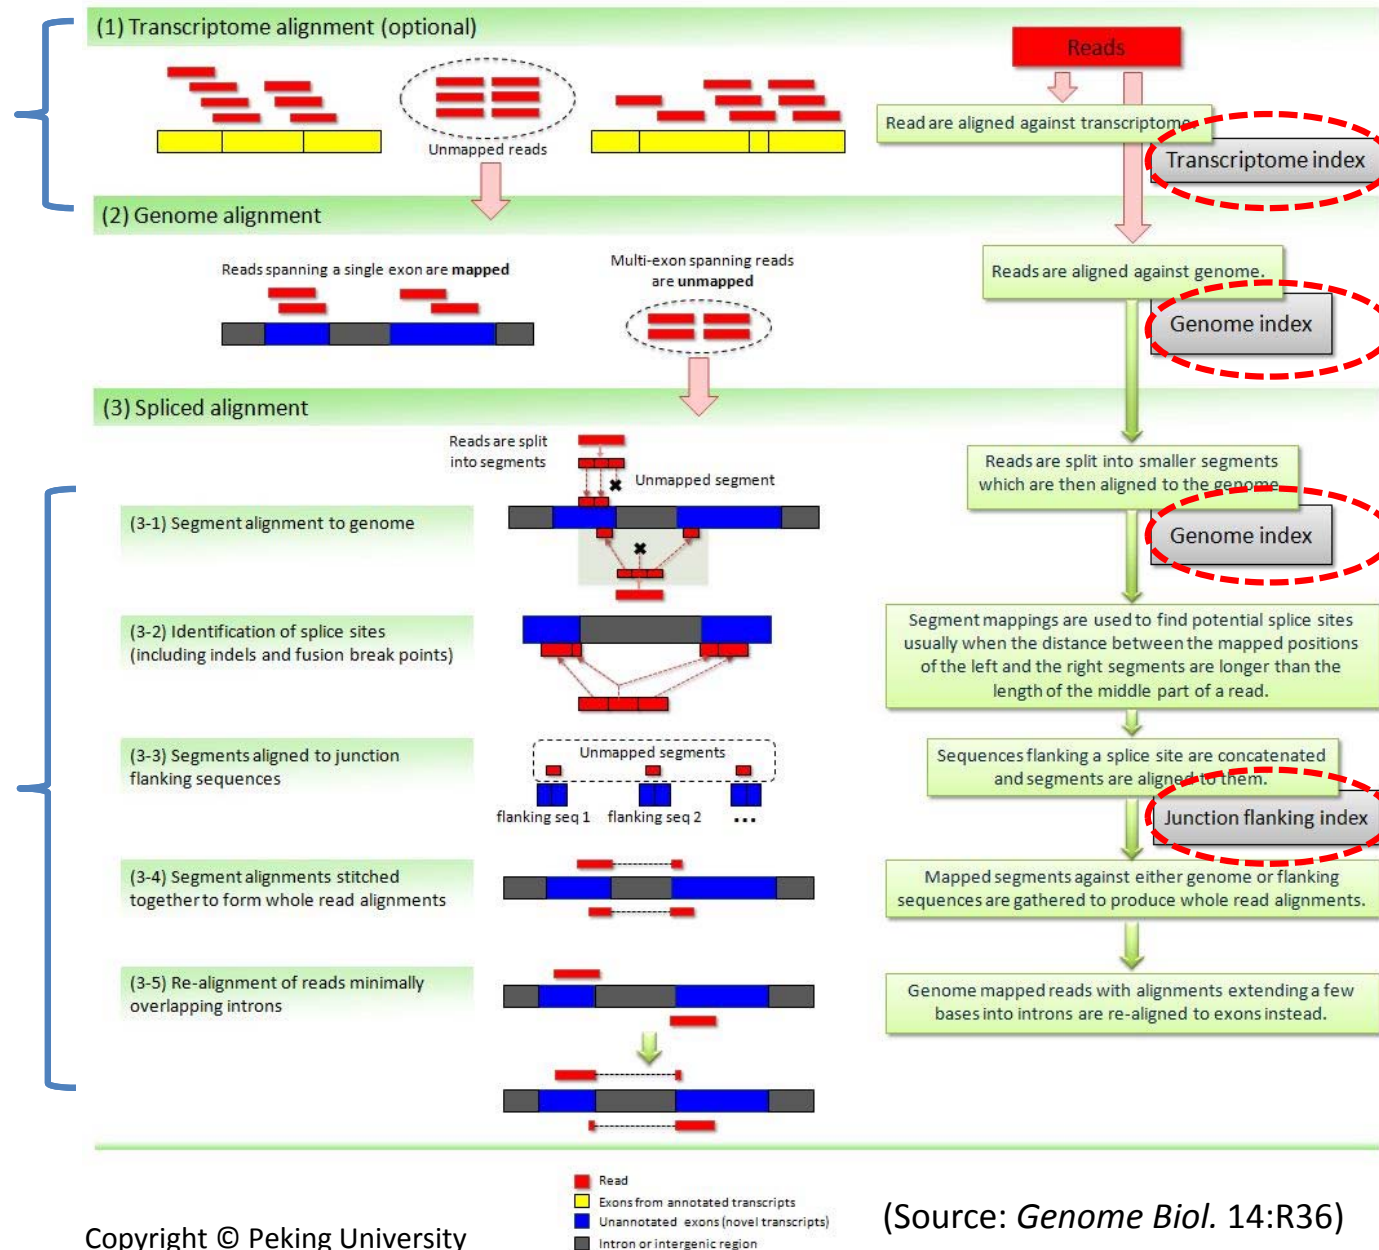 (1) Transcriptome alignment (optional)
Reads
Unmapped reads
Read are aligned against transcriptome.
Transcriptome index
(2) Genome alignment
Reads spanning a single exon are mapped
Multi-exon spanning reads
are unmapped
Reads are aligned against genome.
Genome index
(3) Spliced alignment
Reads are split
into segments
Unmapped segment
Reads are split into smaller segments
which are then aligned to the genome
(3-1) Segment alignment to genome
Genome index
(3-2) Identification of splice sites
(including indels and fusion break points)
Segment mappings are used to find potential splice sites
usually when the distance between the mapped positions
of the left and the right segments are longer than the
length of the middle part of a read.
(3-3) Segments aligned to junction
flanking sequences
Unmapped segments
flanking seq 1 flanking seq 2 ...
Sequences flanking a splice site are concatenated
and segments are aligned to them.
Junction flanking index
(3-4) Segment alignments stitched
together to form whole read alignments
Mapped segments against either genome or flanking
sequences are gathered to produce whole read alignments.
(3-5) Re-alignment of reads minimally
overlapping introns
Genome mapped reads with alignments extending a few
bases into introns are re-aligned to exons instead.
Read
Exons from annotated transcripts
Unannotated exons (novel transcripts)
Intron or intergenic region
Copyright © Peking University
(Source: Genome Biol. 14:R36)